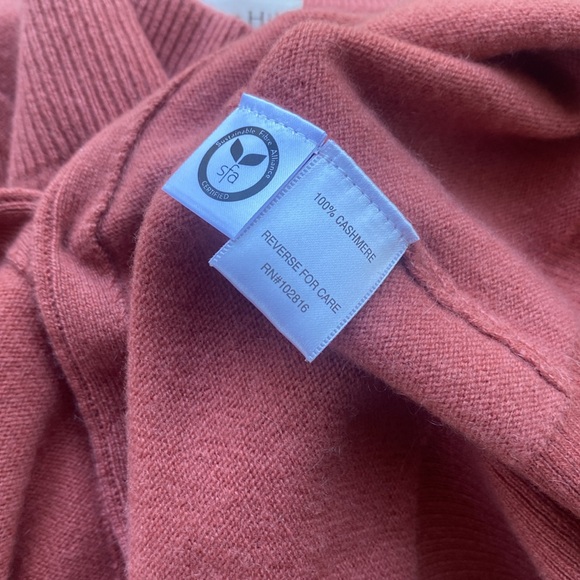 Sustainable Fibre Alliance
sfa
CERTIFIED
100% CASHMERE
REVERSE FOR CARE
RN#102816